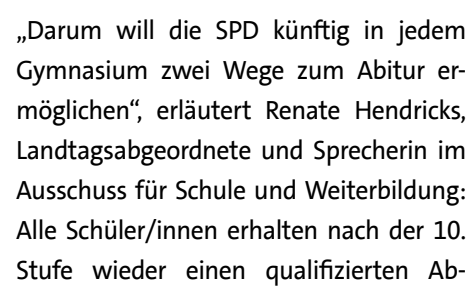 „Darum will die SPD künftig in jedem
Gymnasium zwei Wege zum Abitur er-
möglichen“, erläutert Renate Hendricks,
Landtagsabgeordnete und Sprecherin im
Ausschuss für Schule und Weiterbildung:
Alle Schüler/innen erhalten nach der 10.
Stufe wieder einen qualifizierten Ab-